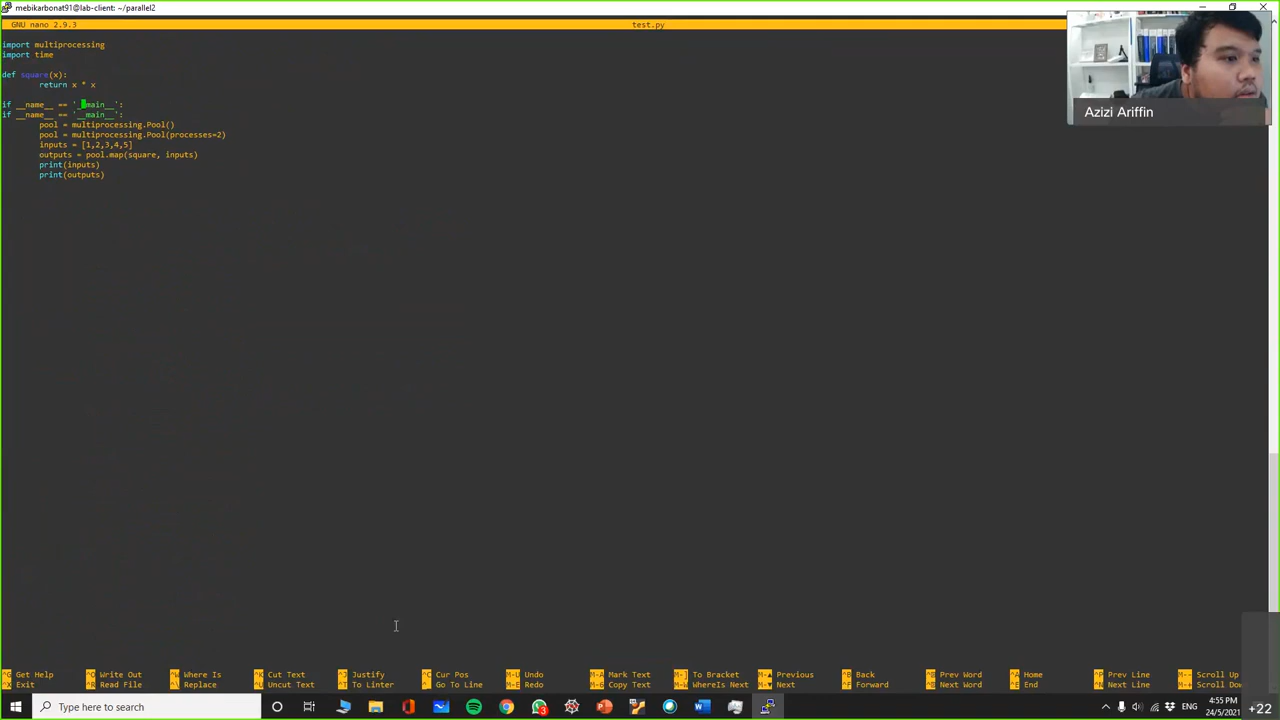 mebikarbonat91@lab-client: ~/parallel2
GNU nano 2.9.3 test.py
import multiprocessing
import time
def square(x):
return x * x
if __name__ == '__main__':
if __name__ == '__main__':
pool = multiprocessing.Pool()
pool = multiprocessing.Pool(processes=2)
inputs = [1,2,3,4,5]
outputs = pool.map(square, inputs)
print(inputs)
print(outputs)
Azizi Ariffin
^G Get Help ^O Write Out ^W Where Is ^K Cut Text ^J Justify ^C Cur Pos M-U Undo M-A Mark Text M-] To Bracket M-▲ Previous ^B Back M-◀ Prev Word ^A Home ^P Prev Line M-- Scroll Up
^X Exit ^R Read File ^\ Replace ^U Uncut Text ^T To Linter ^_ Go To Line M-E Redo M-6 Copy Text M-W WhereIs Next M-▼ Next ^F Forward Next Word ^E End ^N Next Line M-+ Scroll Down
Type here to search
3
ENG
4:55 PM
24/5/2021
+22